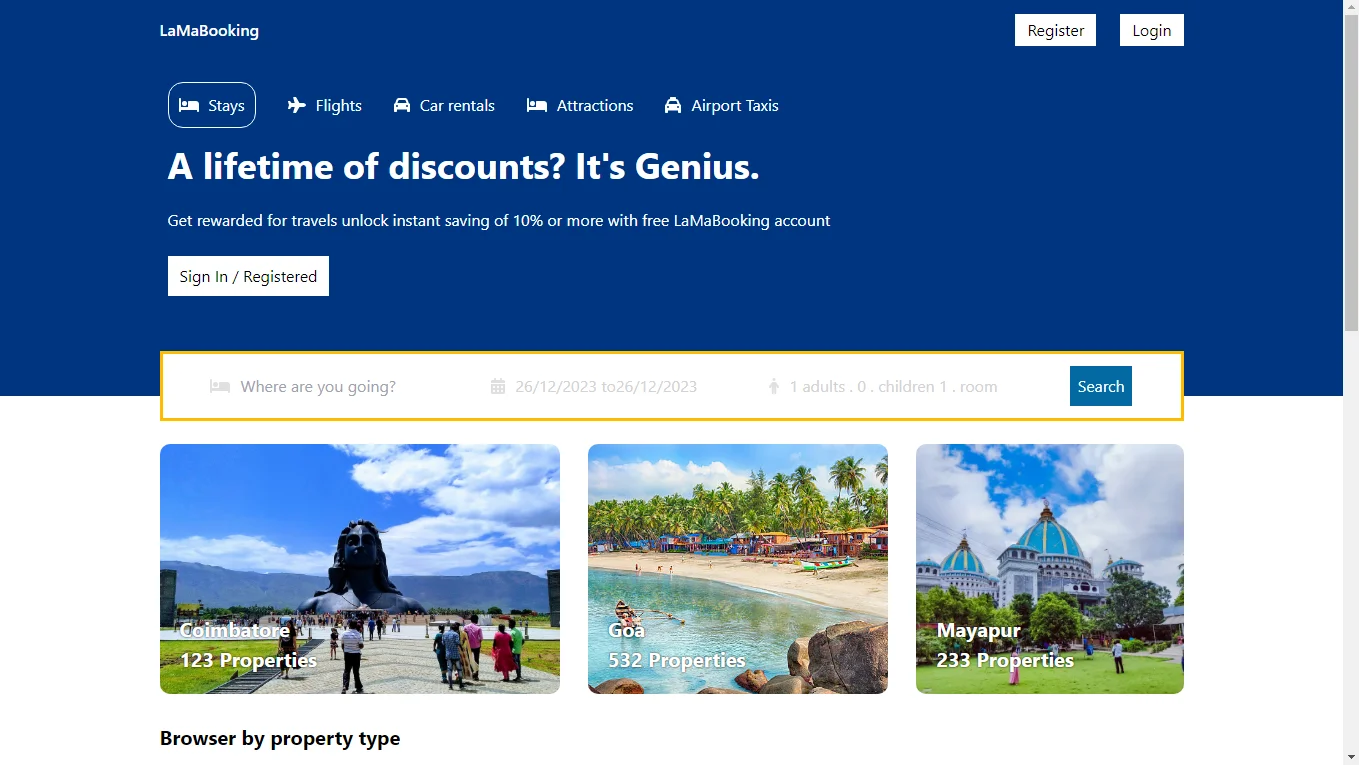 LaMaBooking
Register
Login
Stays
Flights
Car rentals
Attractions
Airport Taxis
A lifetime of discounts? It's Genius.
Get rewarded for travels unlock instant saving of 10% or more with free LaMaBooking account
Sign In / Registered
Where are you going?
26/12/2023 to26/12/2023
1 adults . 0 . children 1 . room
Search
Coimbatore
123 Properties
Goa
532 Properties
Mayapur
233 Properties
Browser by property type